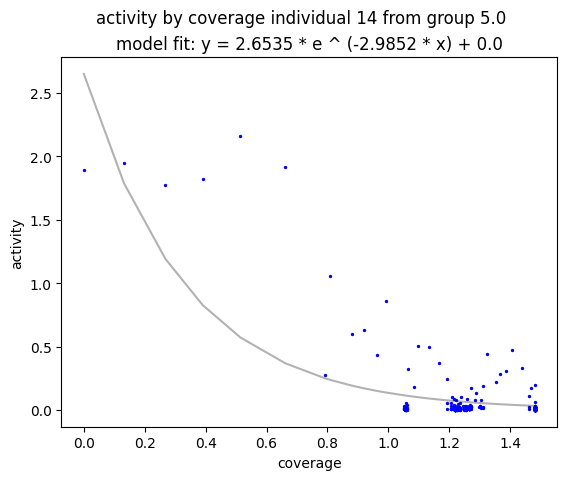 activity by coverage individual 14 from group 5.0
model fit: y = 2.6535 * e ^ (-2.9852 * x) + 0.0
2.5
2.0
1.5
1.0
0.5
0.0
activity
0.0 0.2 0.4 0.6 0.8 1.0 1.2 1.4
coverage